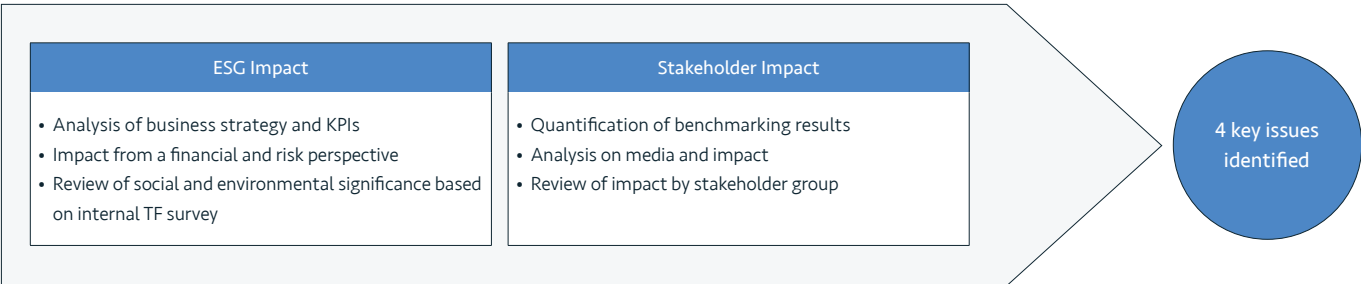 ESG Impact
• Analysis of business strategy and KPIs
• Impact from a financial and risk perspective
• Review of social and environmental significance based
on internal TF survey
Stakeholder Impact
• Quantification of benchmarking results
• Analysis on media and impact
• Review of impact by stakeholder group
4 key issues
identified